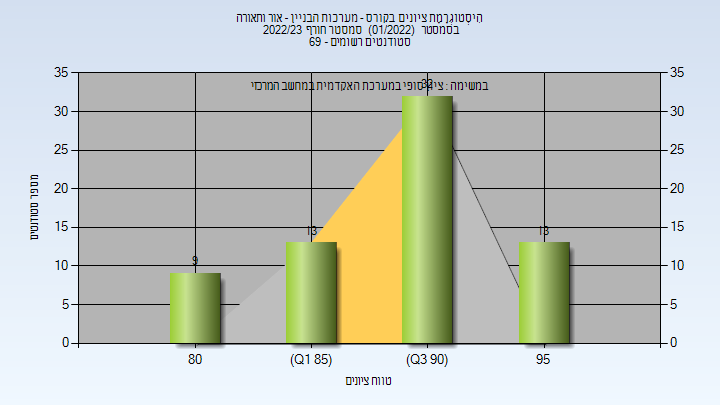 היסטוגרמת ציונים בקורס - מערכות הבניין - אור ותאורה
בסמסטר (01/2022) סמסטר חורף 2022/23
סטודנטים רשומים - 69
במשימה : ציון סופי במערכת האקדמית במחשב המרכזי
35 35
30 30
25 25
20 20
15 15
10 10
5 5
0 0
32
13 13
9
מספר סטודנטים
80 (Q1 85) (Q3 90) 95
טווח ציונים